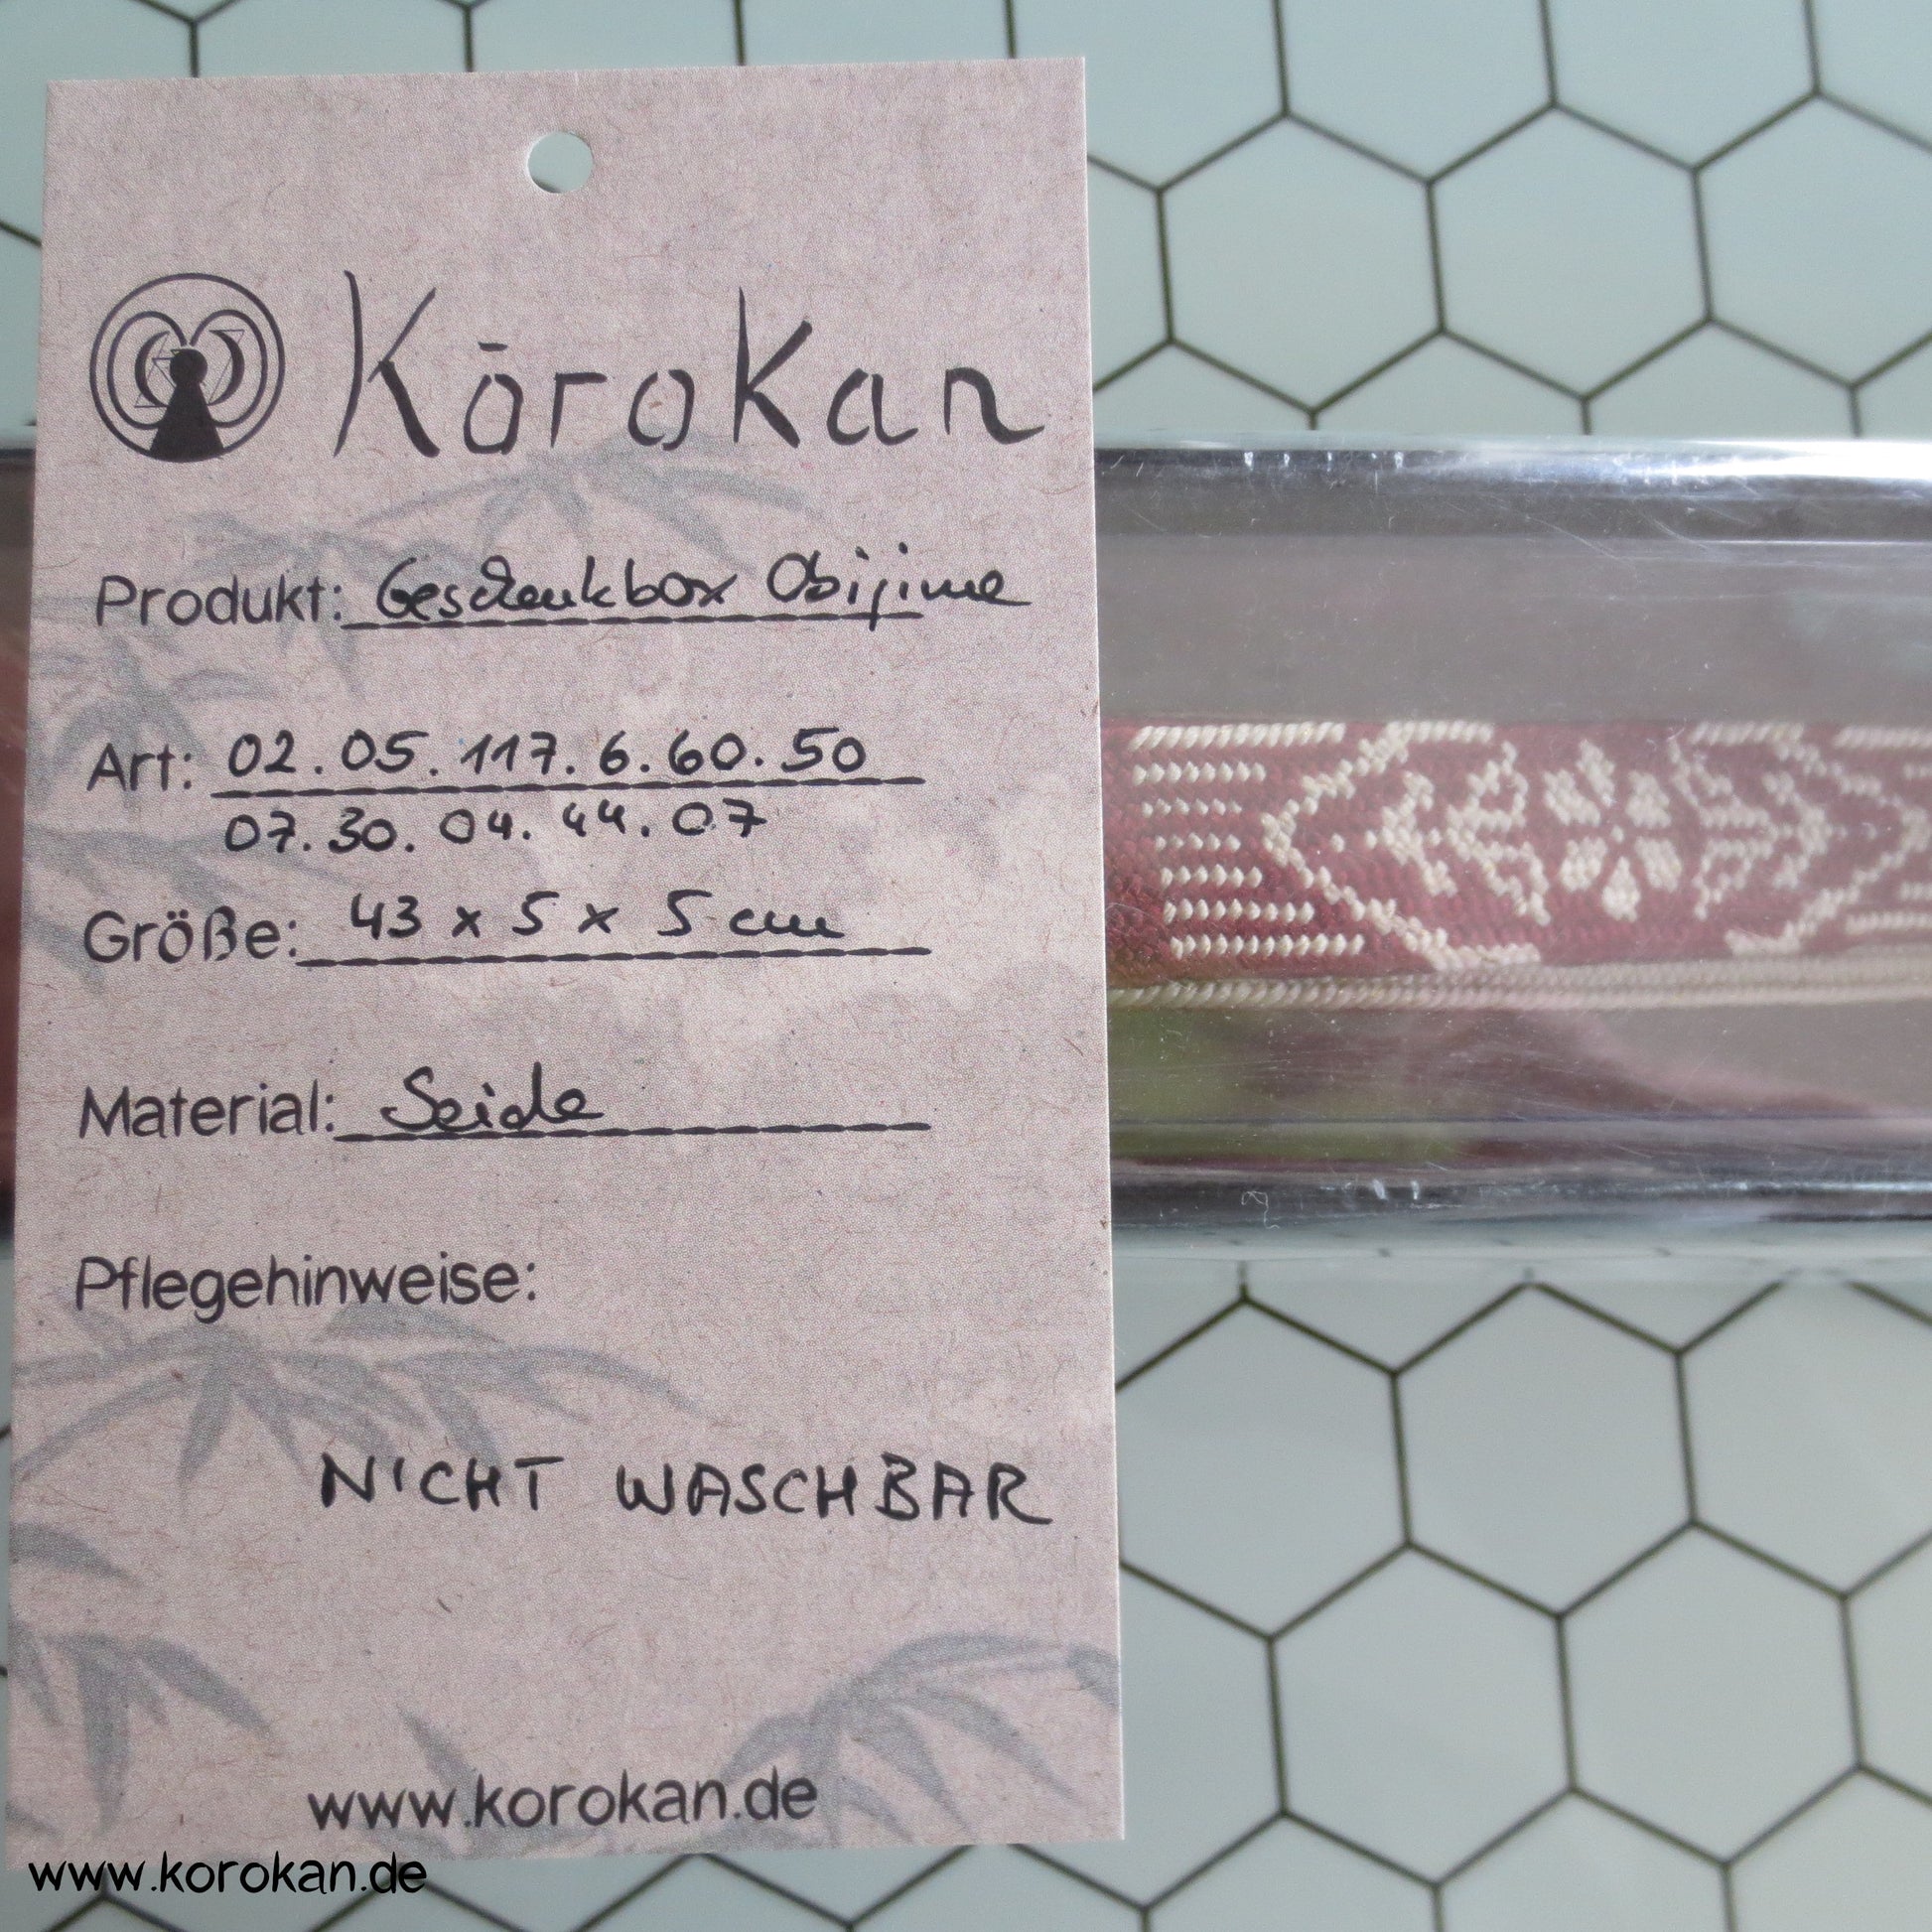 Kōrokan
Produkt: Geschenkbox Obijime
Art: 02.05.117.6.60.50
07.30.04.44.07
Größe: 43 x 5 x 5 cm
Material: Seide
Pflegehinweise:
NICHT WASCHBAR
www.korokan.de
www.korokan.de